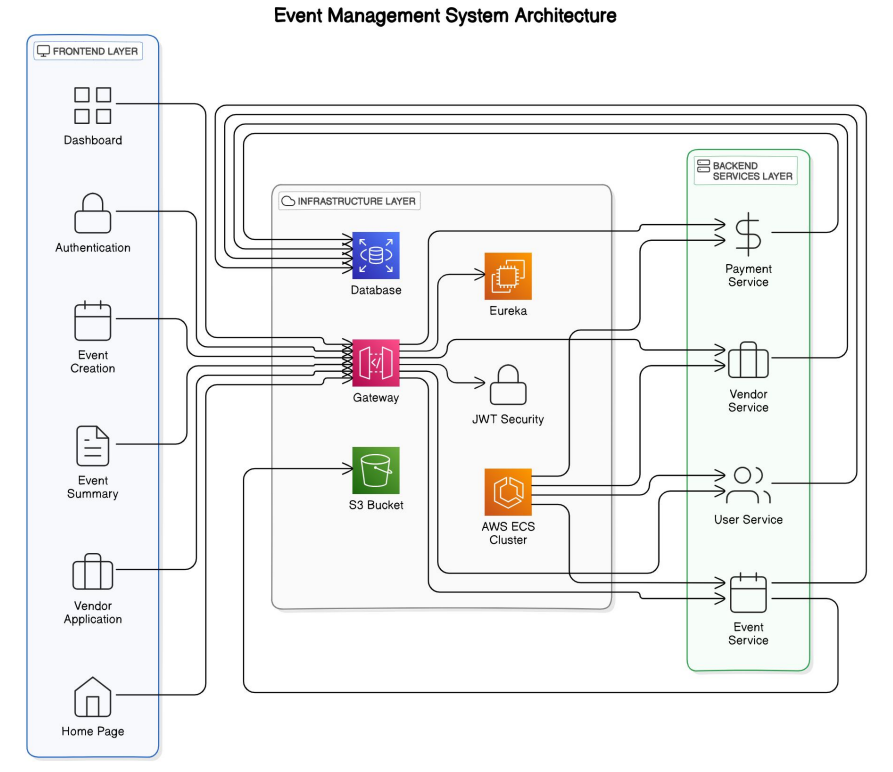 Event Management System Architecture
FRONTEND LAYER
Dashboard
Authentication
Event
Creation
Event
Summary
Vendor
Application
Home Page
INFRASTRUCTURE LAYER
Database
Eureka
Gateway
JWT Security
S3 Bucket
AWS ECS
Cluster
BACKEND
SERVICES LAYER
Payment
Service
Vendor
Service
User Service
Event
Service